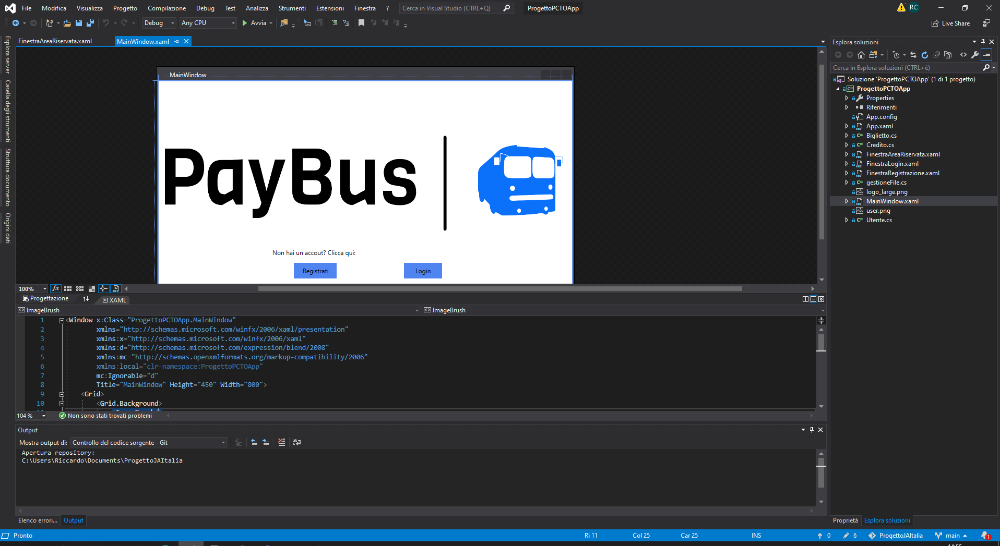 File Modifica Visualizza Progetto Compilazione Debug Test Analizza Strumenti Estensioni Finestra ? Cerca in Visual Studio (CTRL+Q) ProgettoPCTOApp RC
Debug Any CPU Avvia Live Share
Esplora server
Casella degli strumenti
Struttura documento
Origini dati
FinestraAreaRiservata.xaml MainWindow.xaml
MainWindow
PayBus
Non hai un accout? Clicca qui:
Registrati Login
100% fx
Progettazione XAML
ImageBrush ImageBrush
1 <Window x:Class="ProgettoPCTOApp.MainWindow"
2 xmlns="http://schemas.microsoft.com/winfx/2006/xaml/presentation"
3 xmlns:x="http://schemas.microsoft.com/winfx/2006/xaml"
4 xmlns:d="http://schemas.microsoft.com/expression/blend/2008"
5 xmlns:mc="http://schemas.openxmlformats.org/markup-compatibility/2006"
6 xmlns:local="clr-namespace:ProgettoPCTOApp"
7 mc:Ignorable="d"
8 Title="MainWindow" Height="450" Width="800">
9 <Grid>
10 <Grid.Background>
104 % Non sono stati trovati problemi
Output
Mostra output di: Controllo del codice sorgente - Git
Apertura repository:
C:\Users\Riccardo\Documents\ProgettoJAItalia
Elenco errori... Output
Esplora soluzioni
Cerca in Esplora soluzioni (CTRL+è)
Soluzione 'ProgettoPCTOApp' (1 di 1 progetto)
C# ProgettoPCTOApp
Properties
Riferimenti
App.config
App.xaml
C# Biglietto.cs
C# Credito.cs
FinestraAreaRiservata.xaml
FinestraLogin.xaml
FinestraRegistrazione.xaml
C# gestioneFile.cs
logo_large.png
MainWindow.xaml
user.png
C# Utente.cs
Proprietà Esplora soluzioni
Pronto Ri 11 Col 25 Car 25 INS 0 6 ProgettoJAItalia main 1